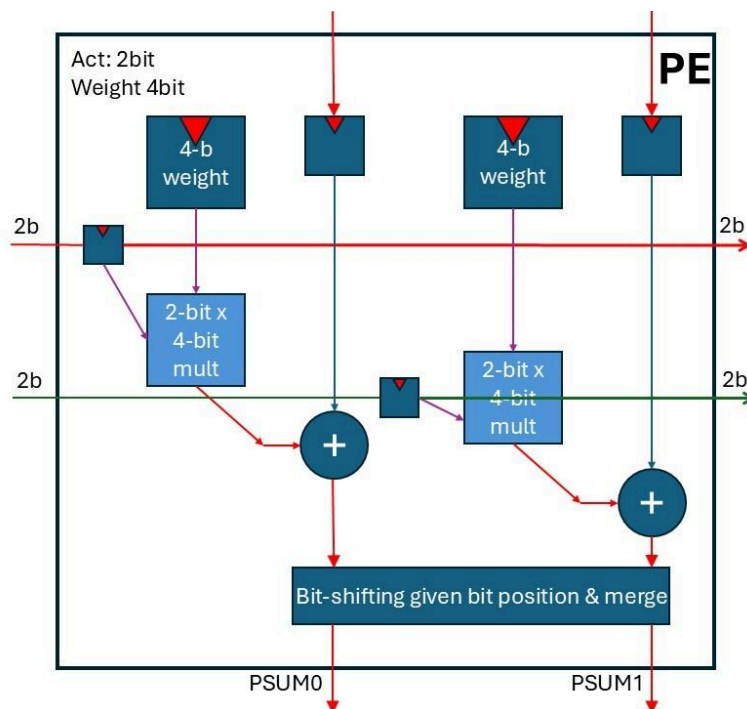 Act: 2bit
Weight 4bit
PE
4-b
weight
4-b
weight
2b
2b
2-bit x
4-bit
mult
2b
2b
2-bit x
4-bit
mult
+
+
Bit-shifting given bit position & merge
PSUM0
PSUM1